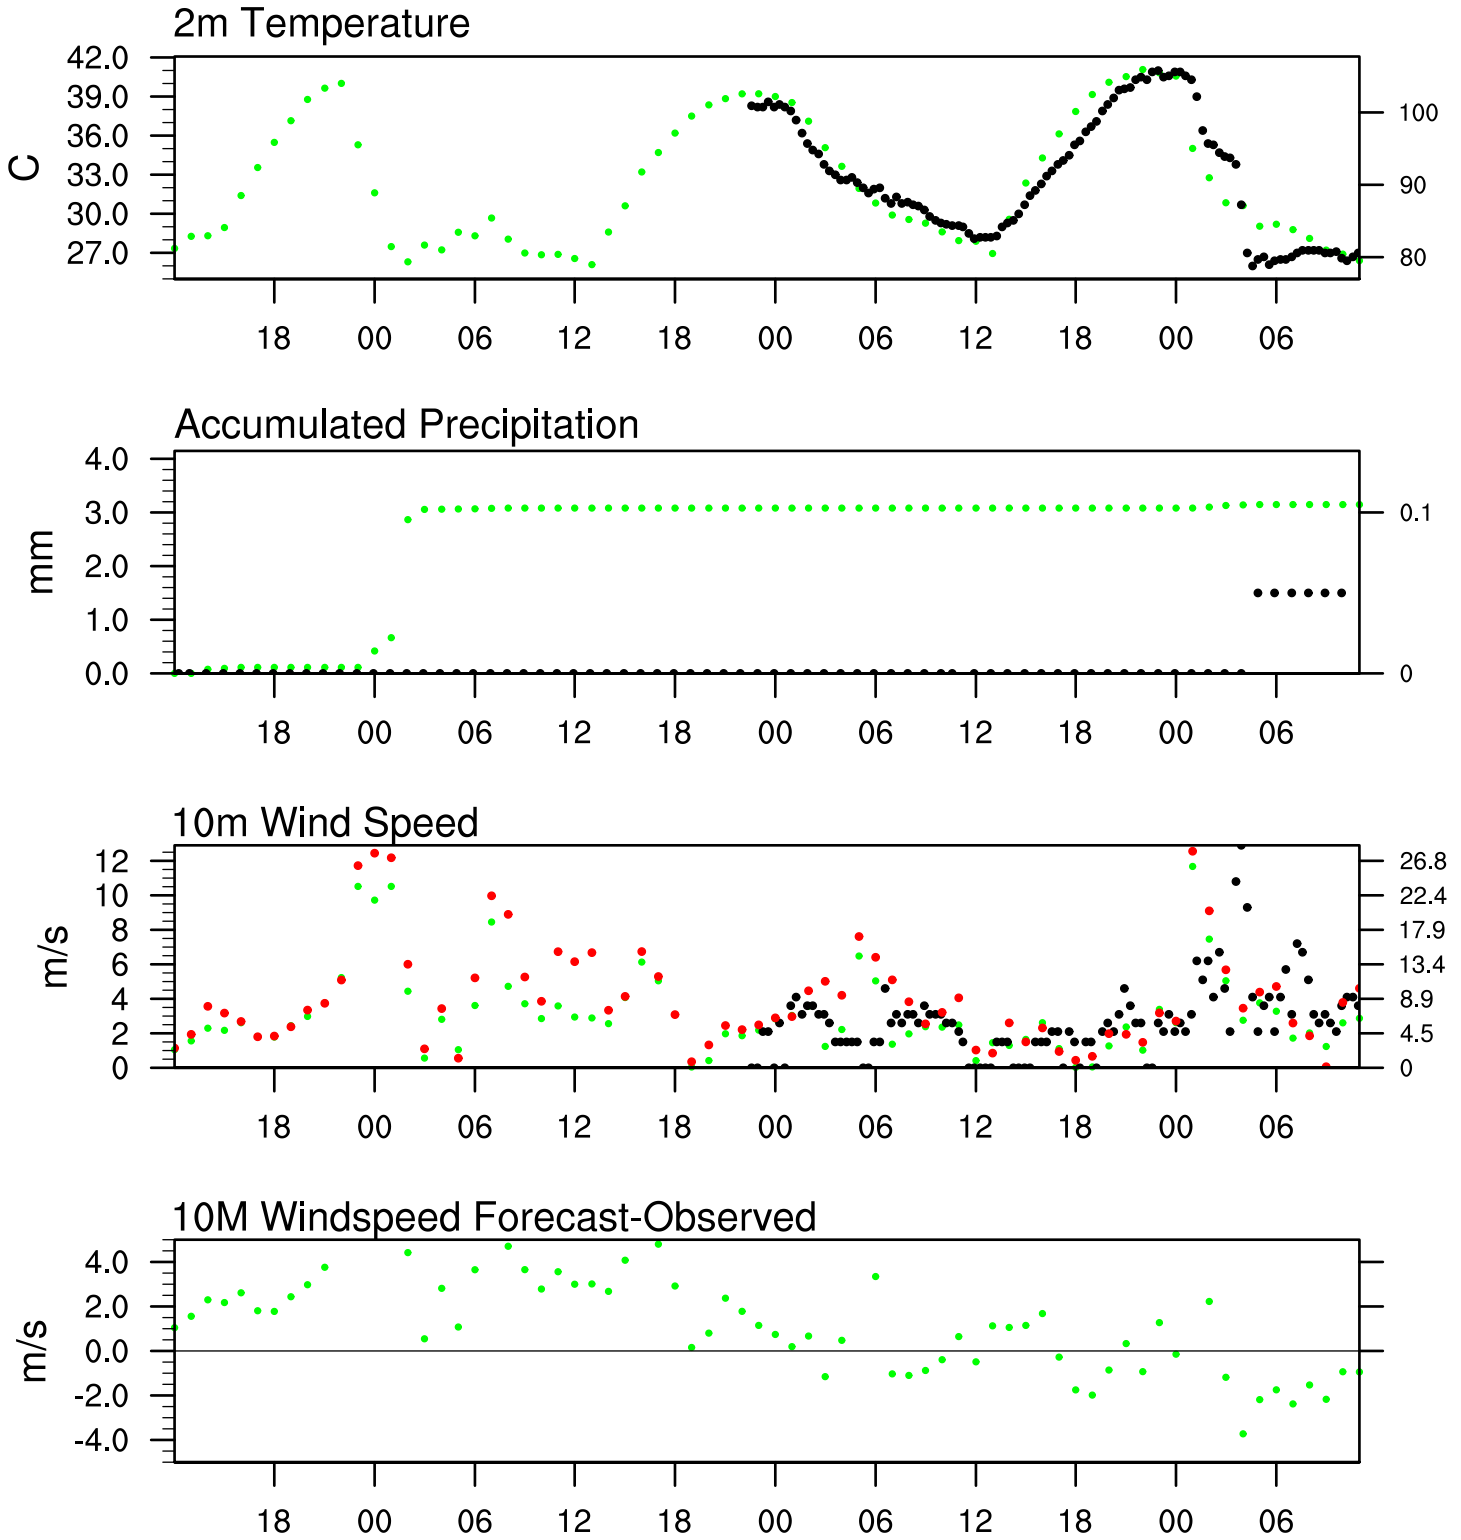 2m Temperature
42.0
39.0
36.0
33.0
30.0
27.0
C
100
90
80
18 00 06 12 18 00 06 12 18 00 06
Accumulated Precipitation
4.0
3.0
2.0
1.0
0.0
mm
0.1
0
18 00 06 12 18 00 06 12 18 00 06
10m Wind Speed
12
10
8
6
4
2
0
m/s
26.8
22.4
17.9
13.4
8.9
4.5
0
18 00 06 12 18 00 06 12 18 00 06
10M Windspeed Forecast-Observed
4.0
2.0
0.0
-2.0
-4.0
m/s
18 00 06 12 18 00 06 12 18 00 06